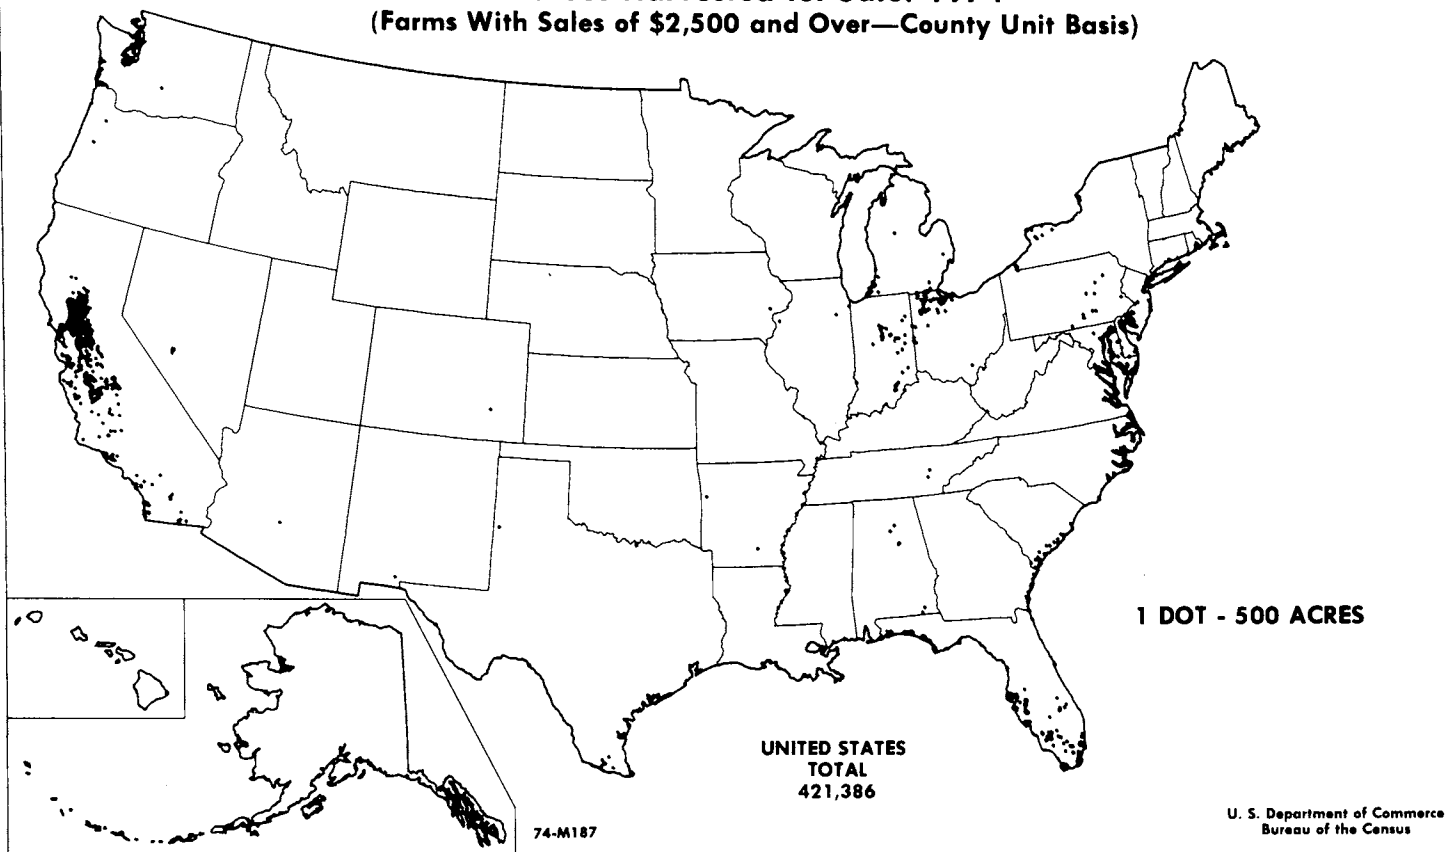 (Farms With Sales of $2,500 and Over—County Unit Basis)
1 DOT - 500 ACRES
UNITED STATES
TOTAL
421,386
74-M187
U. S. Department of Commerce
Bureau of the Census